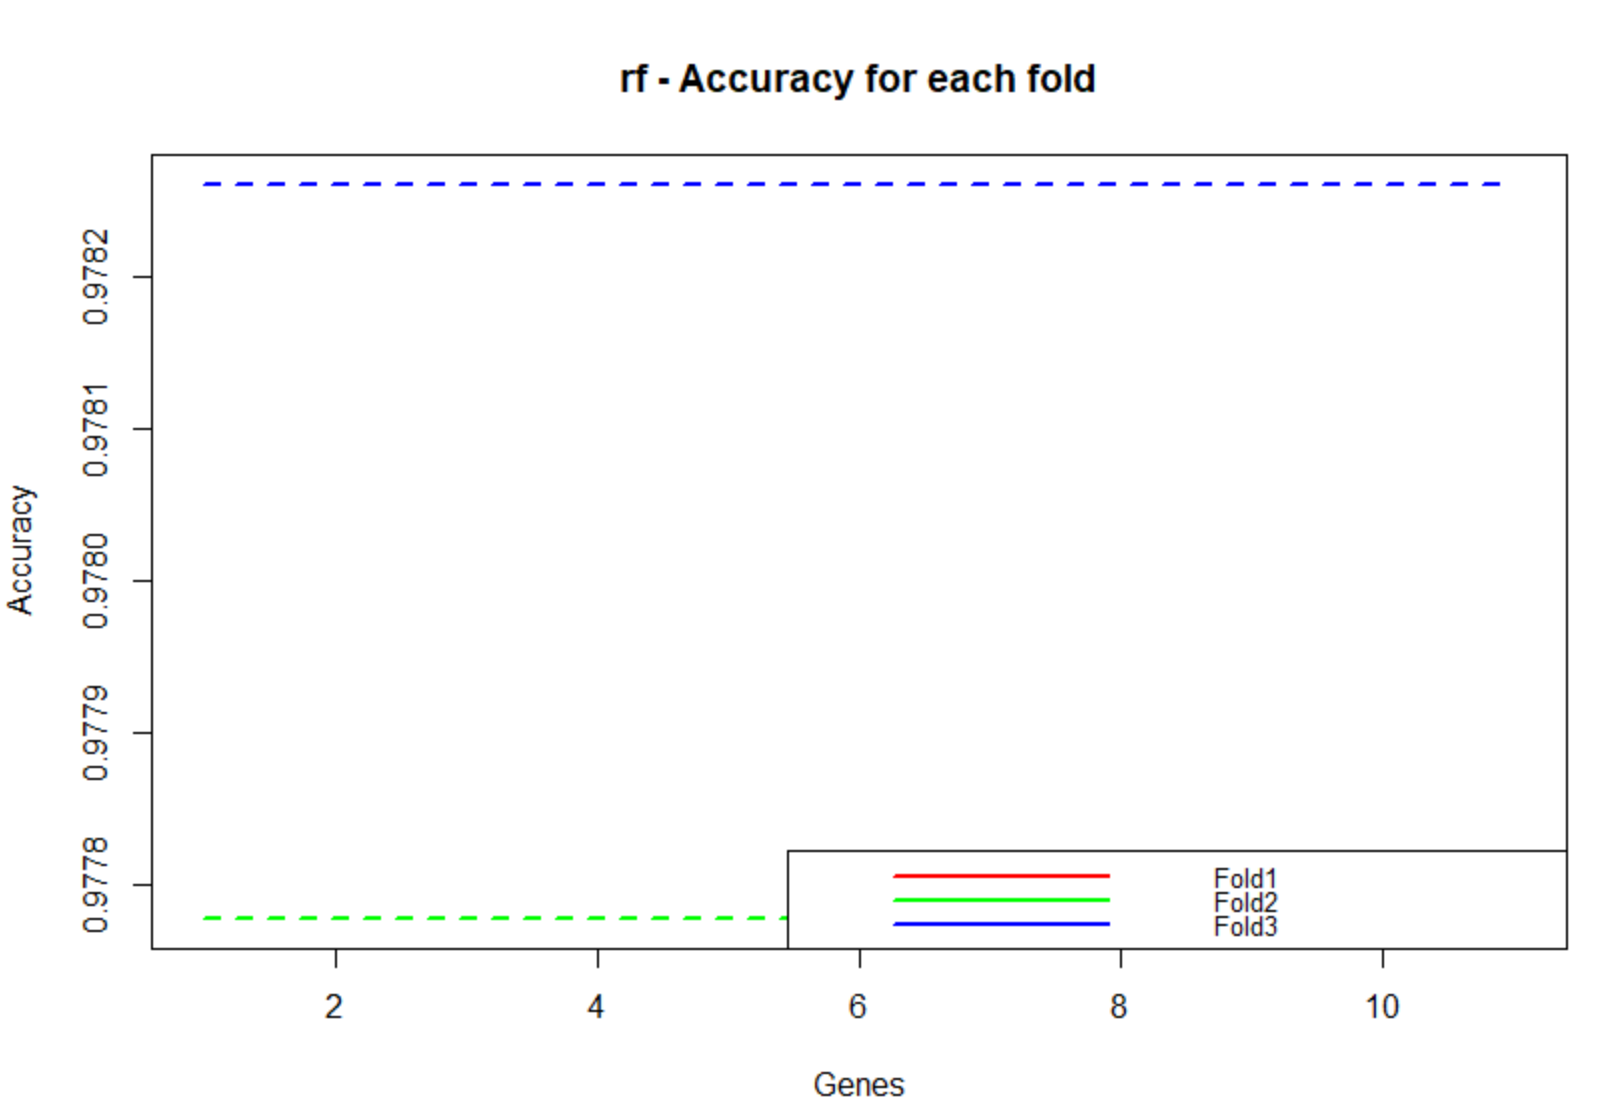 rf - Accuracy for each fold
Accuracy
0.9782
0.9781
0.9780
0.9779
0.9778
Fold1
Fold2
Fold3
2 4 6 8 10
Genes